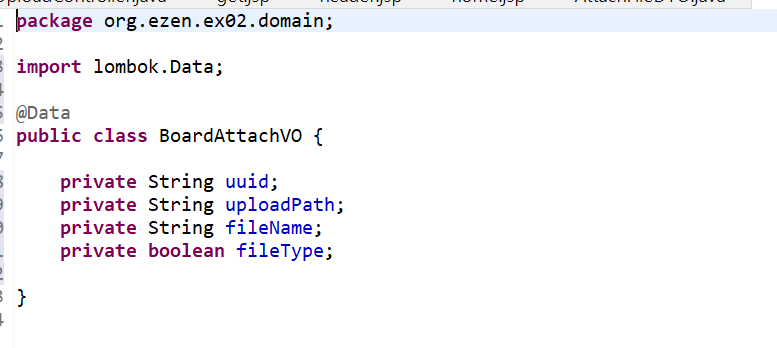 package org.ezen.ex02.domain;
import lombok.Data;
@Data
public class BoardAttachVO {
private String uuid;
private String uploadPath;
private String fileName;
private boolean fileType;
}